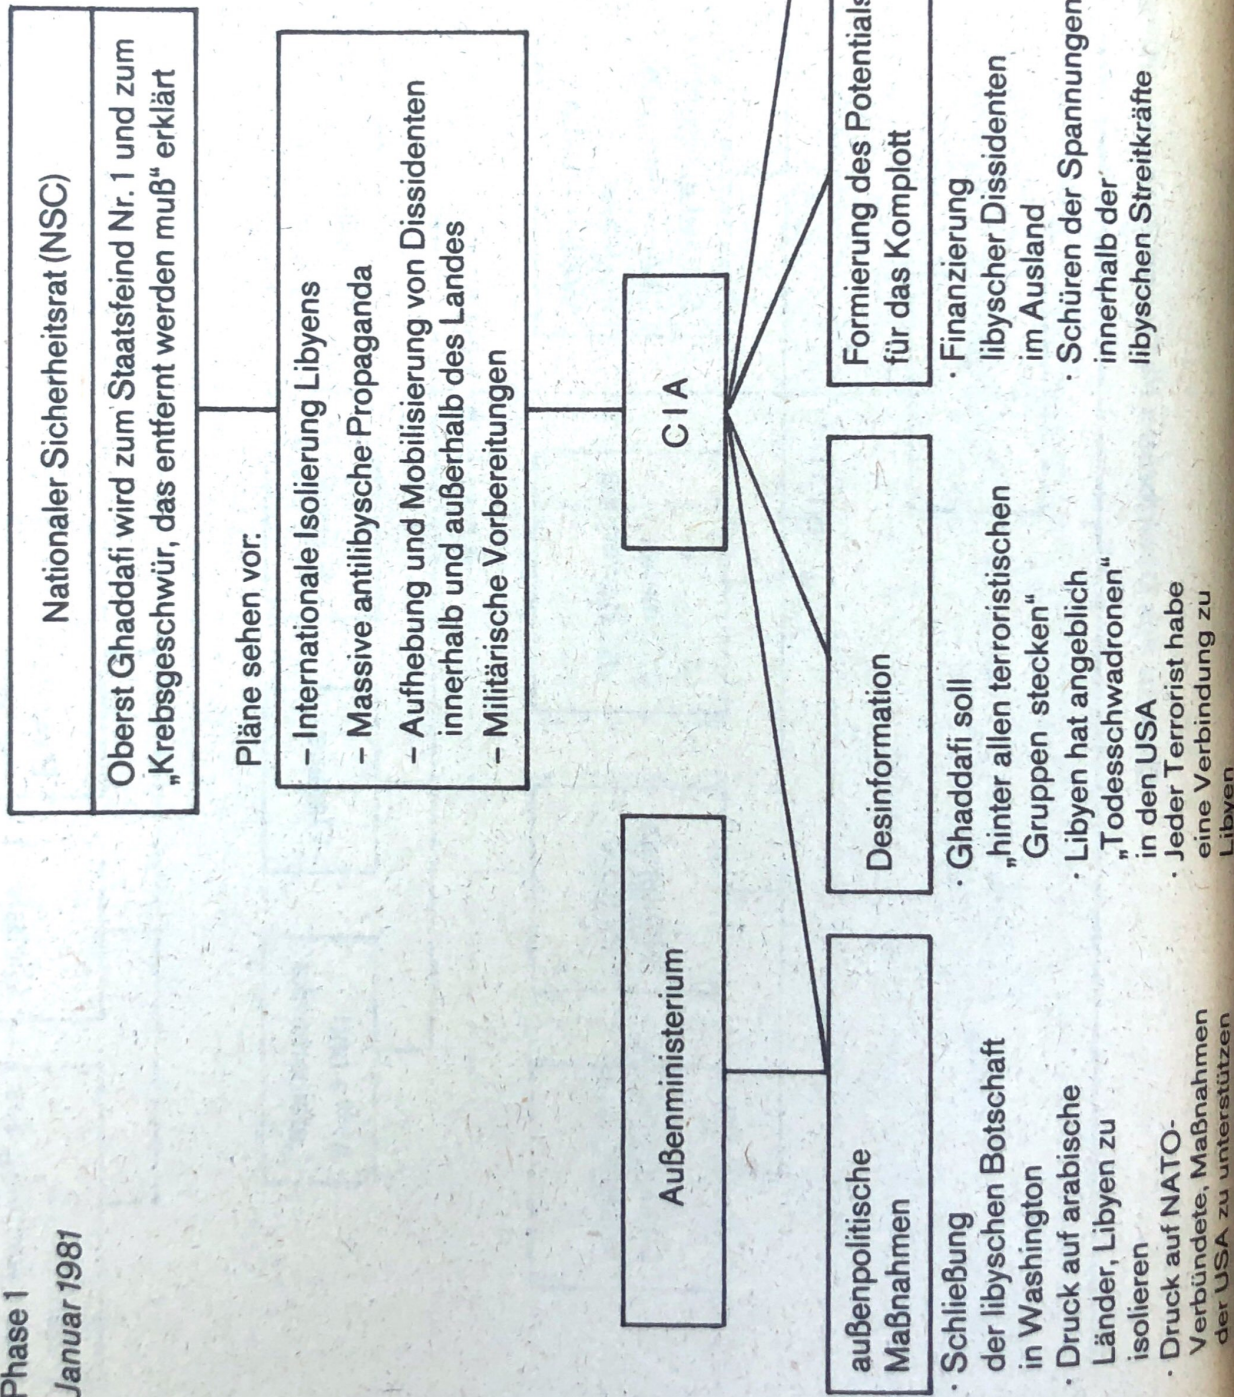 Phase 1
Januar 1981
Nationaler Sicherheitsrat (NSC)
Oberst Ghaddafi wird zum Staatsfeind Nr. 1 und zum
„Krebsgeschwür, das entfernt werden muß“ erklärt
Pläne sehen vor:
– Internationale Isolierung Libyens
– Massive antilibysche Propaganda
– Aufhebung und Mobilisierung von Dissidenten
innerhalb und außerhalb des Landes
– Militärische Vorbereitungen
Außenministerium
CIA
außenpolitische
Maßnahmen
· Schließung
der libyschen Botschaft
in Washington
· Druck auf arabische
Länder, Libyen zu
isolieren
· Druck auf NATO-
Verbündete, Maßnahmen
der USA zu unterstützen
Desinformation
· Ghaddafi soll
„hinter allen terroristischen
Gruppen stecken“
· Libyen hat angeblich
„Todesschwadronen“
in den USA
· Jeder Terrorist habe
eine Verbindung zu
Libyen
Formierung des Potentials
für das Komplott
· Finanzierung
libyscher Dissidenten
im Ausland
· Schüren der Spannungen
innerhalb der
libyschen Streitkräfte